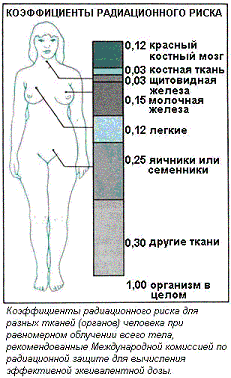 КОЭФФИЦИЕНТЫ РАДИАЦИОННОГО РИСКА
0,12 красный
костный мозг
0,03 костная ткань
0,03 щитовидная
железа
0,15 молочная
железа
0,12 легкие
0,25 яичники или
семенники
0,30 другие ткани
1,00 организм в
целом
Коэффициенты радиационного риска для
разных тканей (органов) человека при
равномерном облучении всего тела,
рекомендованные Международной комиссией по
радиационной защите для вычисления
эффективной эквивалентной дозы.